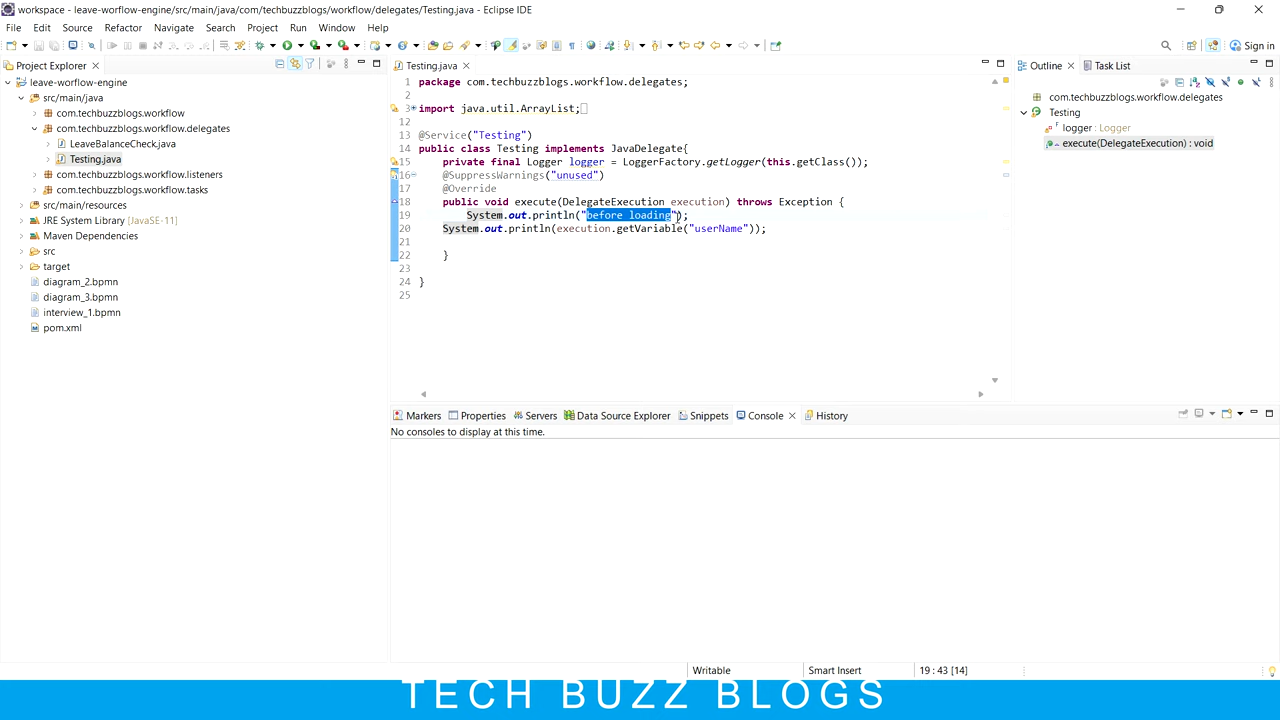 workspace - leave-worflow-engine/src/main/java/com/techbuzzblogs/workflow/delegates/Testing.java - Eclipse IDE
File Edit Source Refactor Navigate Search Project Run Window Help
Sign in
Project Explorer
leave-worflow-engine
src/main/java
com.techbuzzblogs.workflow
com.techbuzzblogs.workflow.delegates
LeaveBalanceCheck.java
Testing.java
com.techbuzzblogs.workflow.listeners
com.techbuzzblogs.workflow.tasks
src/main/resources
JRE System Library [JavaSE-11]
Maven Dependencies
src
target
diagram_2.bpmn
diagram_3.bpmn
interview_1.bpmn
pom.xml
Testing.java
1 package com.techbuzzblogs.workflow.delegates;
2
3 import java.util.ArrayList;
12
13 @Service("Testing")
14 public class Testing implements JavaDelegate{
15 private final Logger logger = LoggerFactory.getLogger(this.getClass());
16 @SuppressWarnings("unused")
17 @Override
18 public void execute(DelegateExecution execution) throws Exception {
19 System.out.println("before loading");
20 System.out.println(execution.getVariable("userName"));
21
22 }
23
24 }
25
Outline Task List
com.techbuzzblogs.workflow.delegates
Testing
logger : Logger
execute(DelegateExecution) : void
Markers Properties Servers Data Source Explorer Snippets Console History
No consoles to display at this time.
Writable Smart Insert 19 : 43 [14]
TECH BUZZ BLOGS